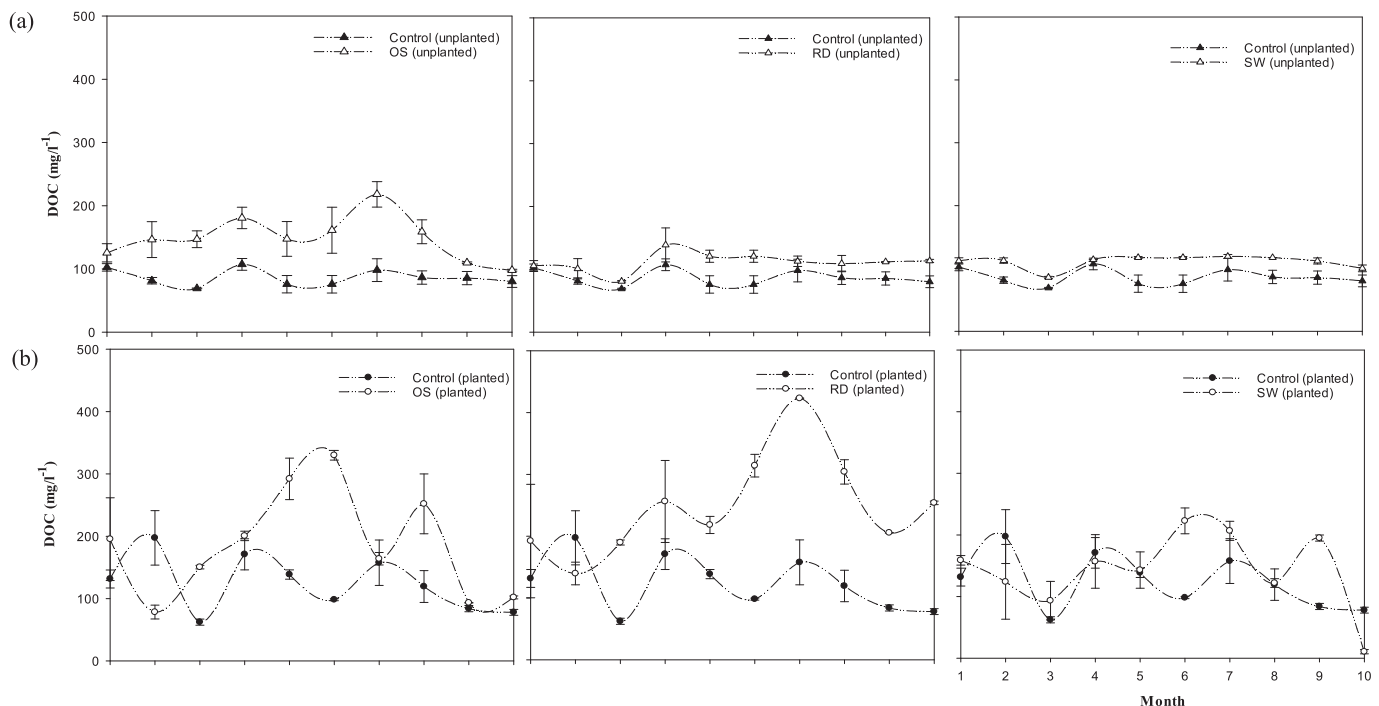 (a)
500
400
300
200
100
0
DOC (mg/l⁻¹)
Control (unplanted)
OS (unplanted)
Control (unplanted)
RD (unplanted)
Control (unplanted)
SW (unplanted)
(b)
500
400
300
200
100
0
DOC (mg/l⁻¹)
Control (planted)
OS (planted)
Control (planted)
RD (planted)
Control (planted)
SW (planted)
1 2 3 4 5 6 7 8 9 10
Month